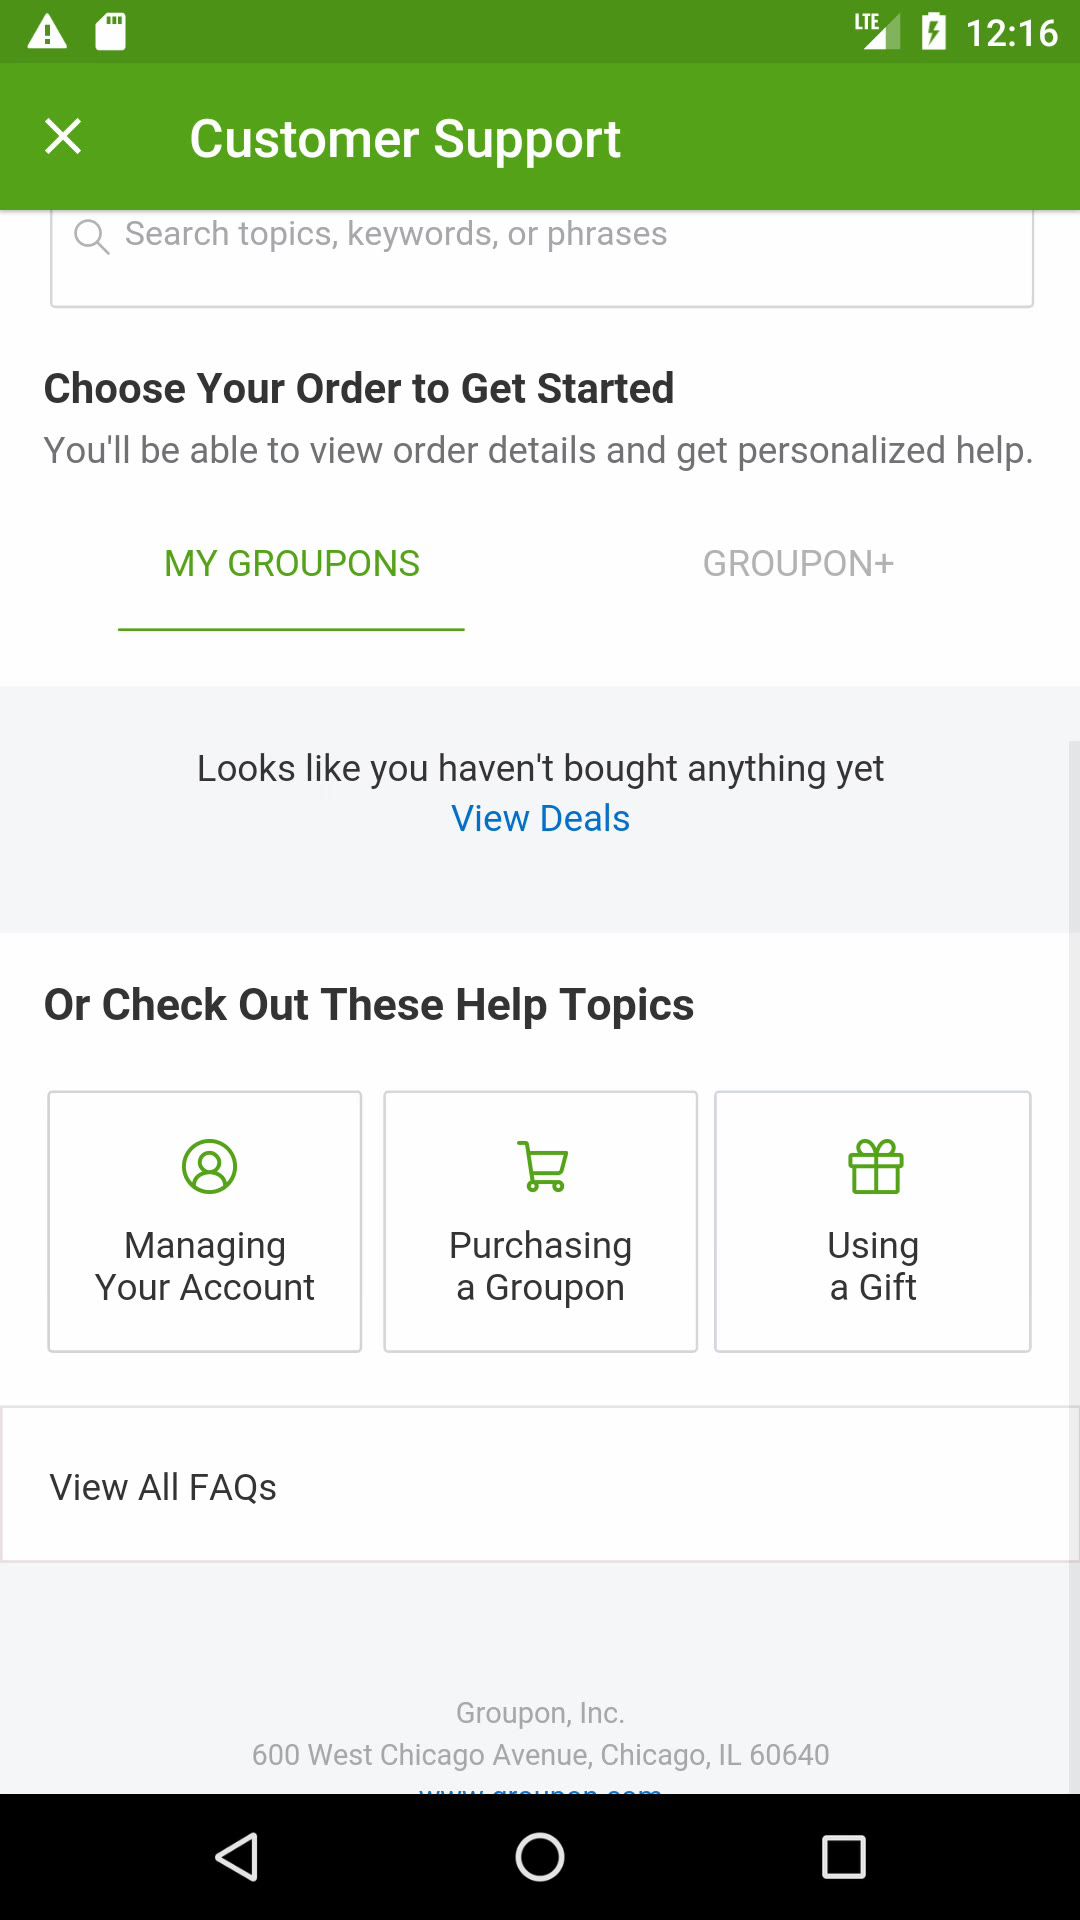 LTE 12:16
Customer Support
Search topics, keywords, or phrases
Choose Your Order to Get Started
You'll be able to view order details and get personalized help.
MY GROUPONS GROUPON+
Looks like you haven't bought anything yet
View Deals
Or Check Out These Help Topics
Managing
Your Account
Purchasing
a Groupon
Using
a Gift
View All FAQs
Groupon, Inc.
600 West Chicago Avenue, Chicago, IL 60640
www.groupon.com